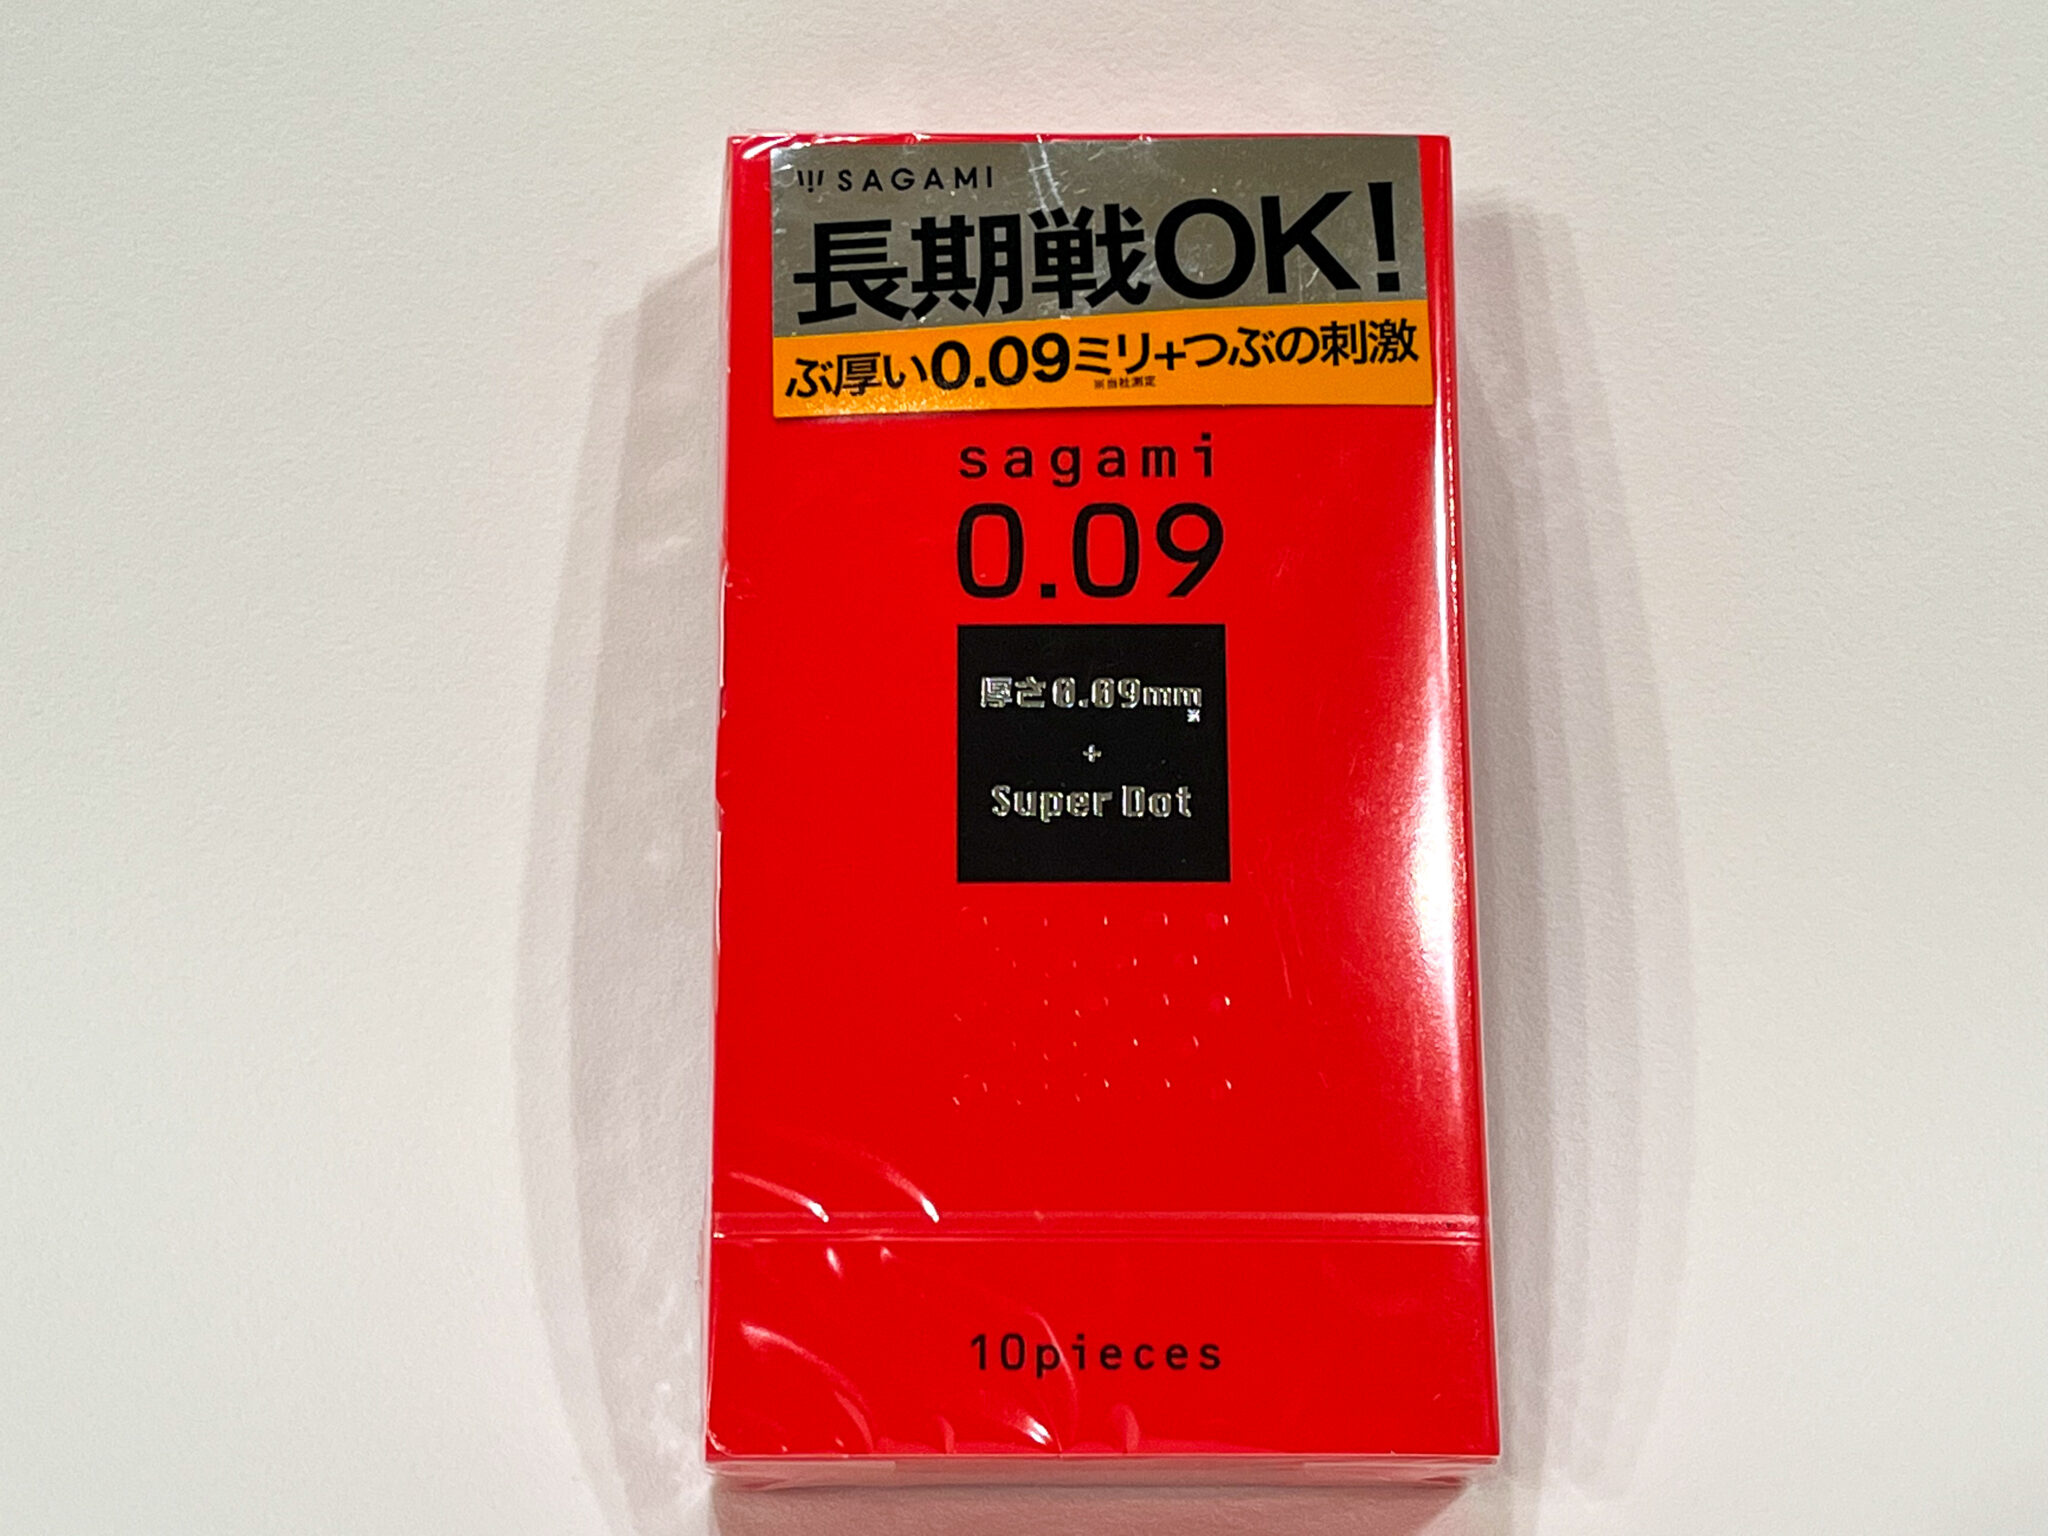 SAGAMI
長期戦OK!
ぶ厚い0.09ミリ+つぶの刺激
※当社測定
sagami
0.09
厚さ0.09mm
※
+
Super Dot
10pieces